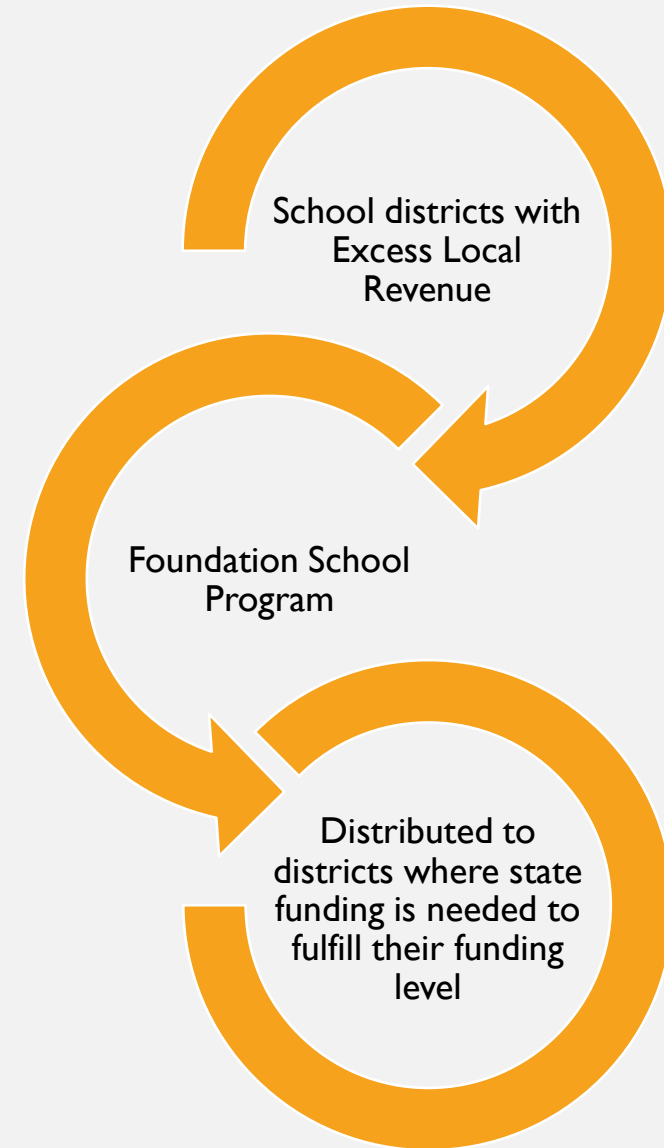 School districts with
Excess Local
Revenue
Foundation School
Program
Distributed to
districts where state
funding is needed to
fulfill their funding
level